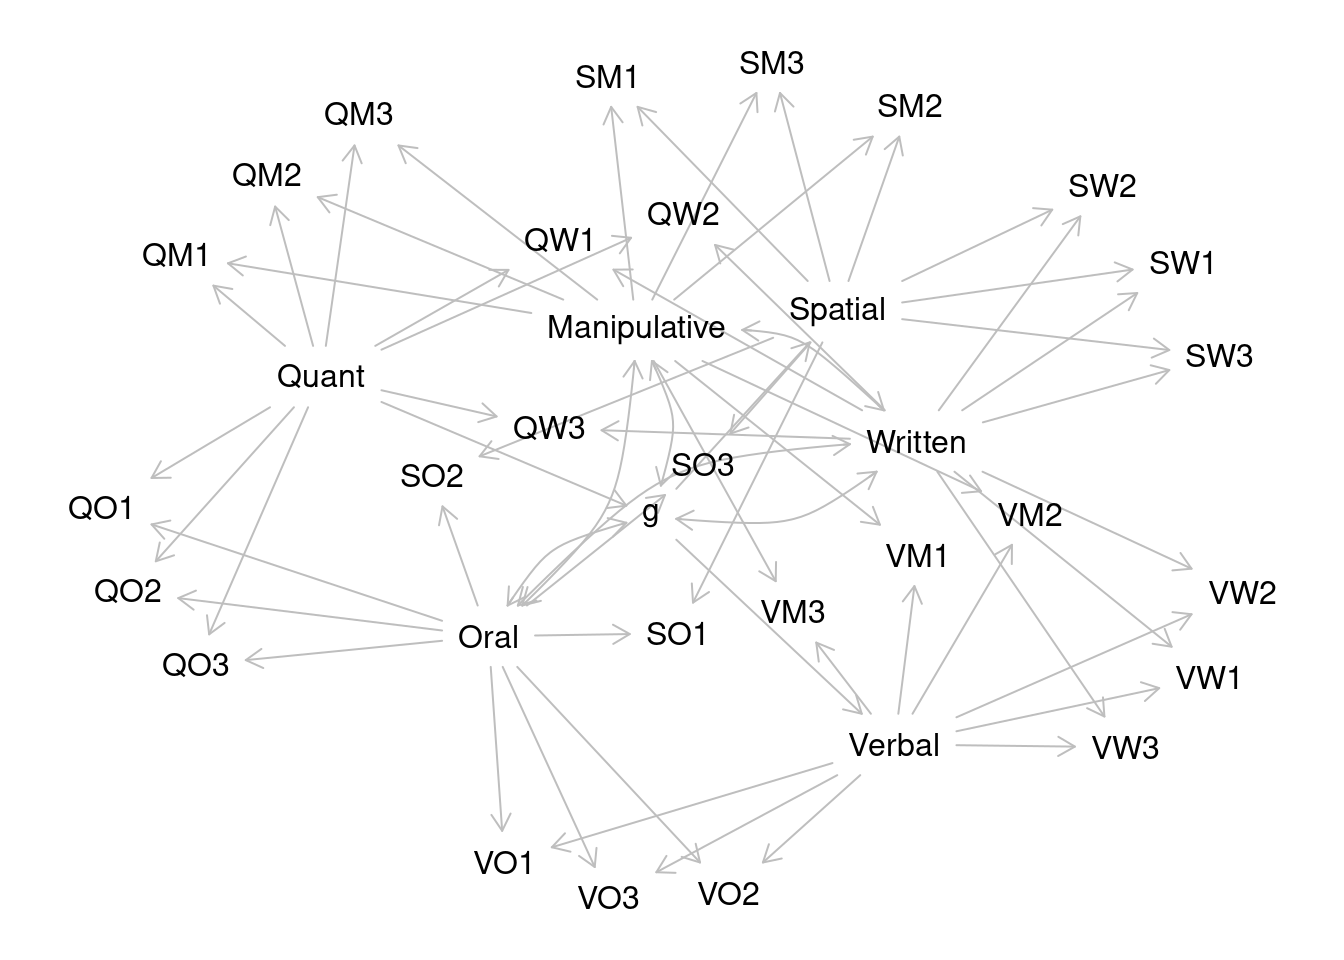 SM3
SM1
SM2
QM3
QM2
SW2
QW2
QW1
QM1
SW1
Spatial
Manipulative
SW3
Quant
QW3
Written
SO3
SO2
QO1
g
VM2
VM1
QO2
VW2
VM3
Oral
SO1
QO3
VW1
Verbal
VW3
VO1
VO3
VO2